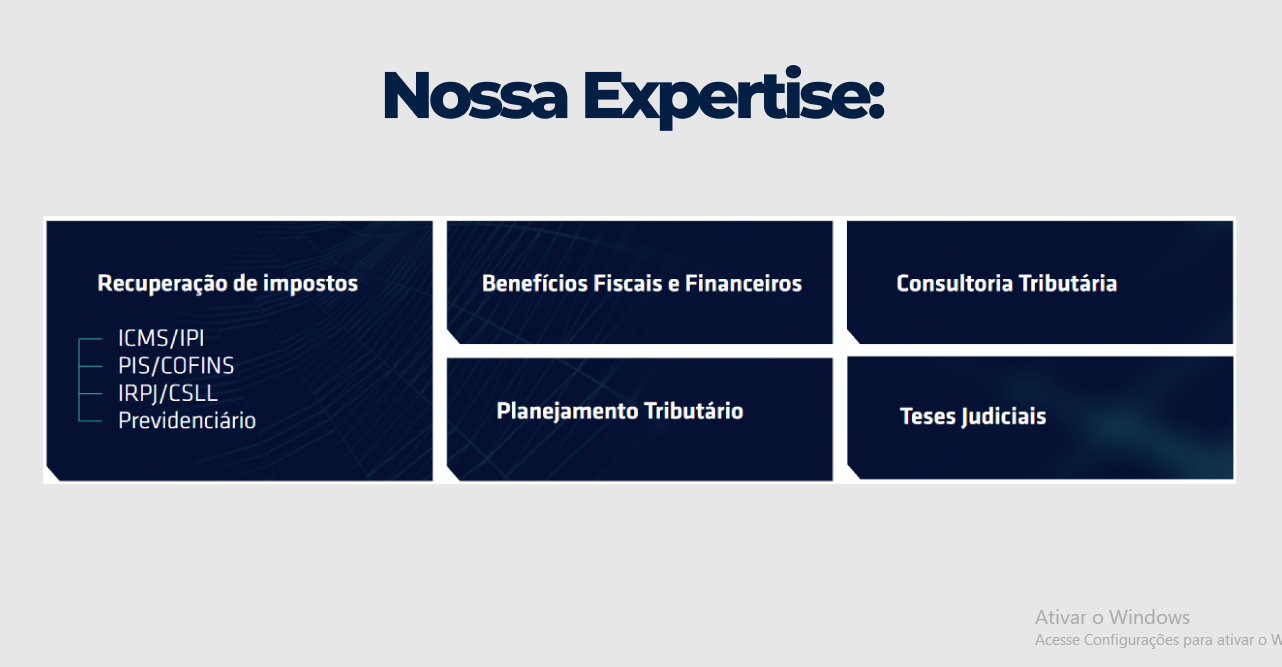 Nossa Expertise:
Recuperação de impostos
ICMS/IPI
PIS/COFINS
IRPJ/CSLL
Previdenciário
Benefícios Fiscais e Financeiros
Planejamento Tributário
Consultoria Tributária
Teses Judiciais
Ativar o Windows
Acesse Configurações para ativar o W